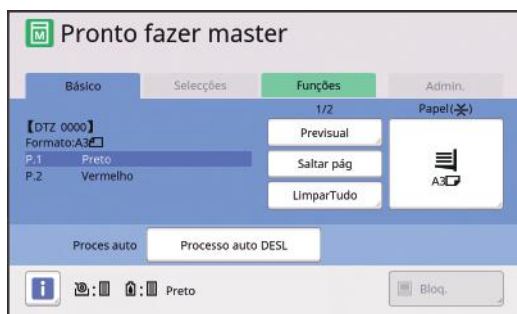 Pronto fazer master
Básico
Selecções
Funções
Admin.
1/2
Papel
【DTZ 0000】
Formato:A3
P.1 Preto
P.2 Vermelho
Previsual
Saltar pág
LimparTudo
A3
Proces auto
Processo auto DESL
Preto
Bloq.